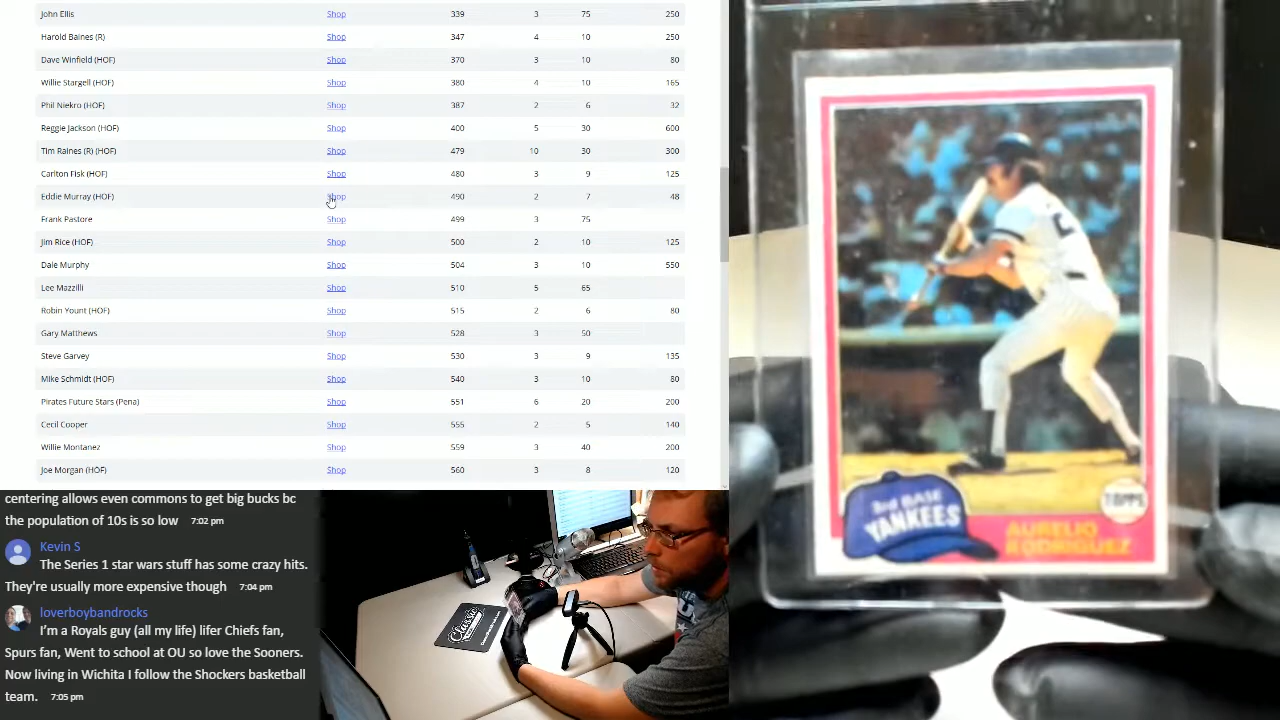 John Ellis Shop 339 3 75 250
Harold Baines (R) Shop 347 4 10 250
Dave Winfield (HOF) Shop 370 3 10 80
Willie Stargell (HOF) Shop 380 4 10 165
Phil Niekro (HOF) Shop 387 2 6 32
Reggie Jackson (HOF) Shop 400 5 30 600
Tim Raines (R) (HOF) Shop 479 10 30 300
Carlton Fisk (HOF) Shop 480 3 9 125
Eddie Murray (HOF) Shop 490 2 7 48
Frank Pastore Shop 499 3 75
Jim Rice (HOF) Shop 500 2 10 125
Dale Murphy Shop 504 3 10 550
Lee Mazzilli Shop 510 5 65
Robin Yount (HOF) Shop 515 2 6 80
Gary Matthews Shop 528 3 50
Steve Garvey Shop 530 3 9 135
Mike Schmidt (HOF) Shop 540 3 10 80
Pirates Future Stars (Pena) Shop 551 6 20 200
Cecil Cooper Shop 555 2 5 140
Willie Montanez Shop 559 3 40 200
Joe Morgan (HOF) Shop 560 3 8 120
centering allows even commons to get big bucks bc
the population of 10s is so low 7:02 pm
Kevin S
The Series 1 star wars stuff has some crazy hits.
They're usually more expensive though 7:04 pm
loverboybandrocks
I'm a Royals guy (all my life) lifer Chiefs fan,
Spurs fan, Went to school at OU so love the Sooners.
Now living in Wichita I follow the Shockers basketball
team. 7:05 pm
Classic
3rd BASE
YANKEES
AURELIO
RODRIGUEZ
TOPPS